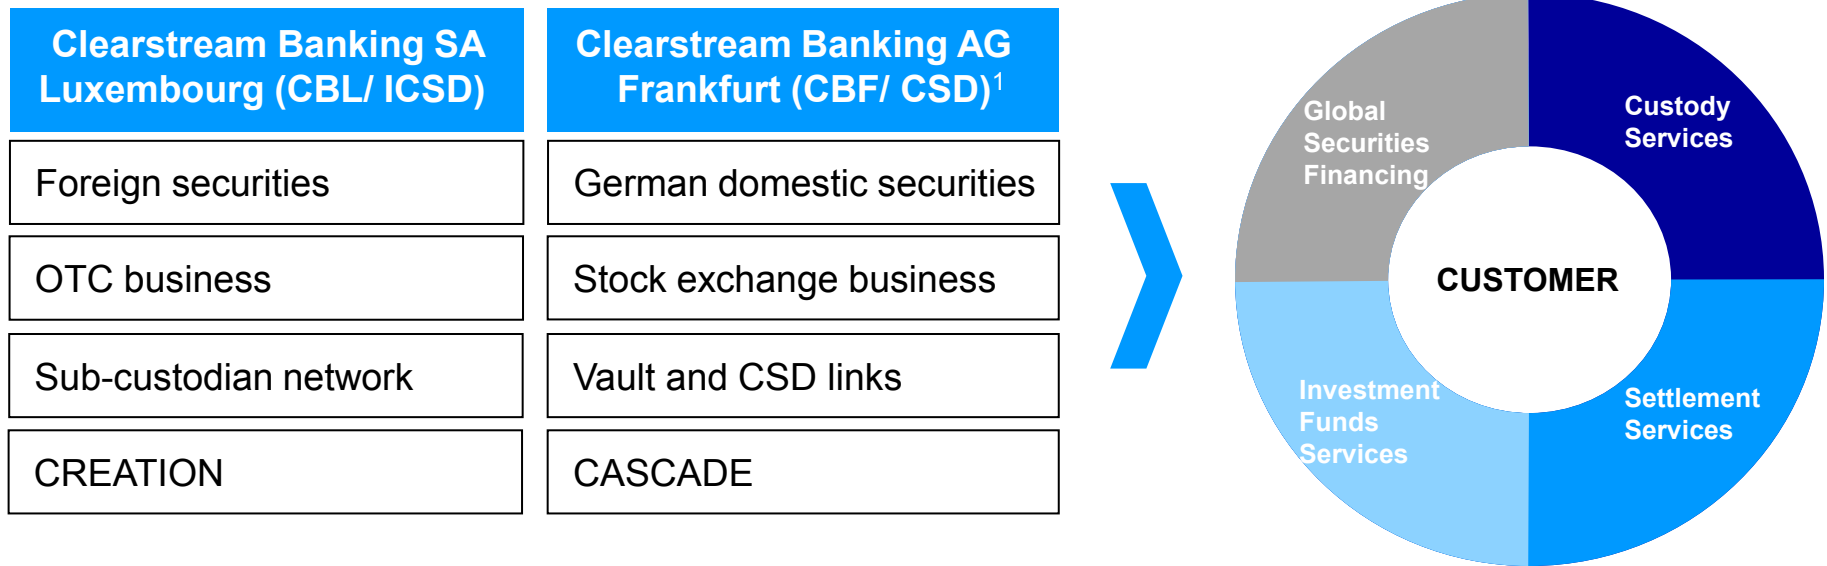 Clearstream Banking SA
Luxembourg (CBL/ ICSD)
Clearstream Banking AG
Frankfurt (CBF/ CSD)1
Foreign securities
German domestic securities
OTC business
Stock exchange business
Sub-custodian network
Vault and CSD links
CREATION
CASCADE
Global
Securities
Financing
Custody
Services
CUSTOMER
Investment
Funds
Services
Settlement
Services